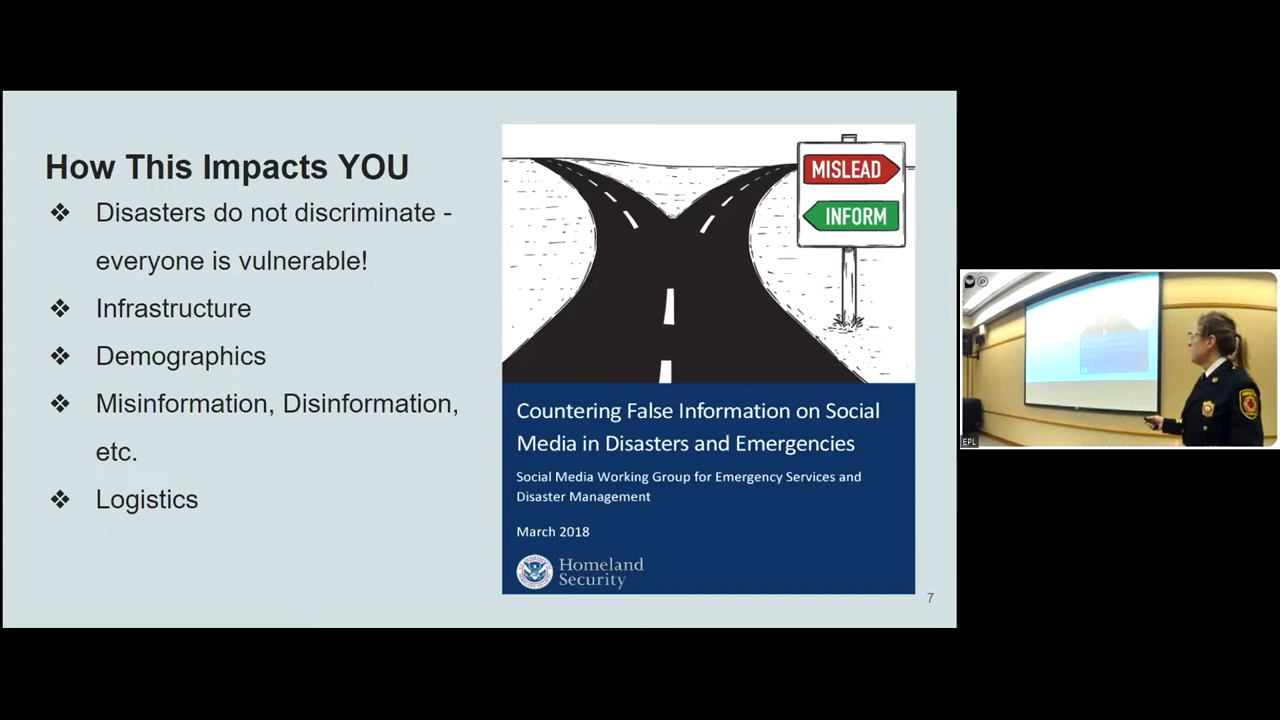 How This Impacts YOU
❖ Disasters do not discriminate -
everyone is vulnerable!
❖ Infrastructure
❖ Demographics
❖ Misinformation, Disinformation,
etc.
❖ Logistics
MISLEAD
INFORM
Countering False Information on Social
Media in Disasters and Emergencies
Social Media Working Group for Emergency Services and
Disaster Management
March 2018
Homeland
Security
7
EPL